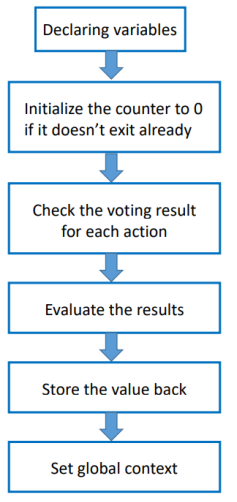 Declaring variables
Initialize the counter to 0
if it doesn't exit already
Check the voting result
for each action
Evaluate the results
Store the value back
Set global context